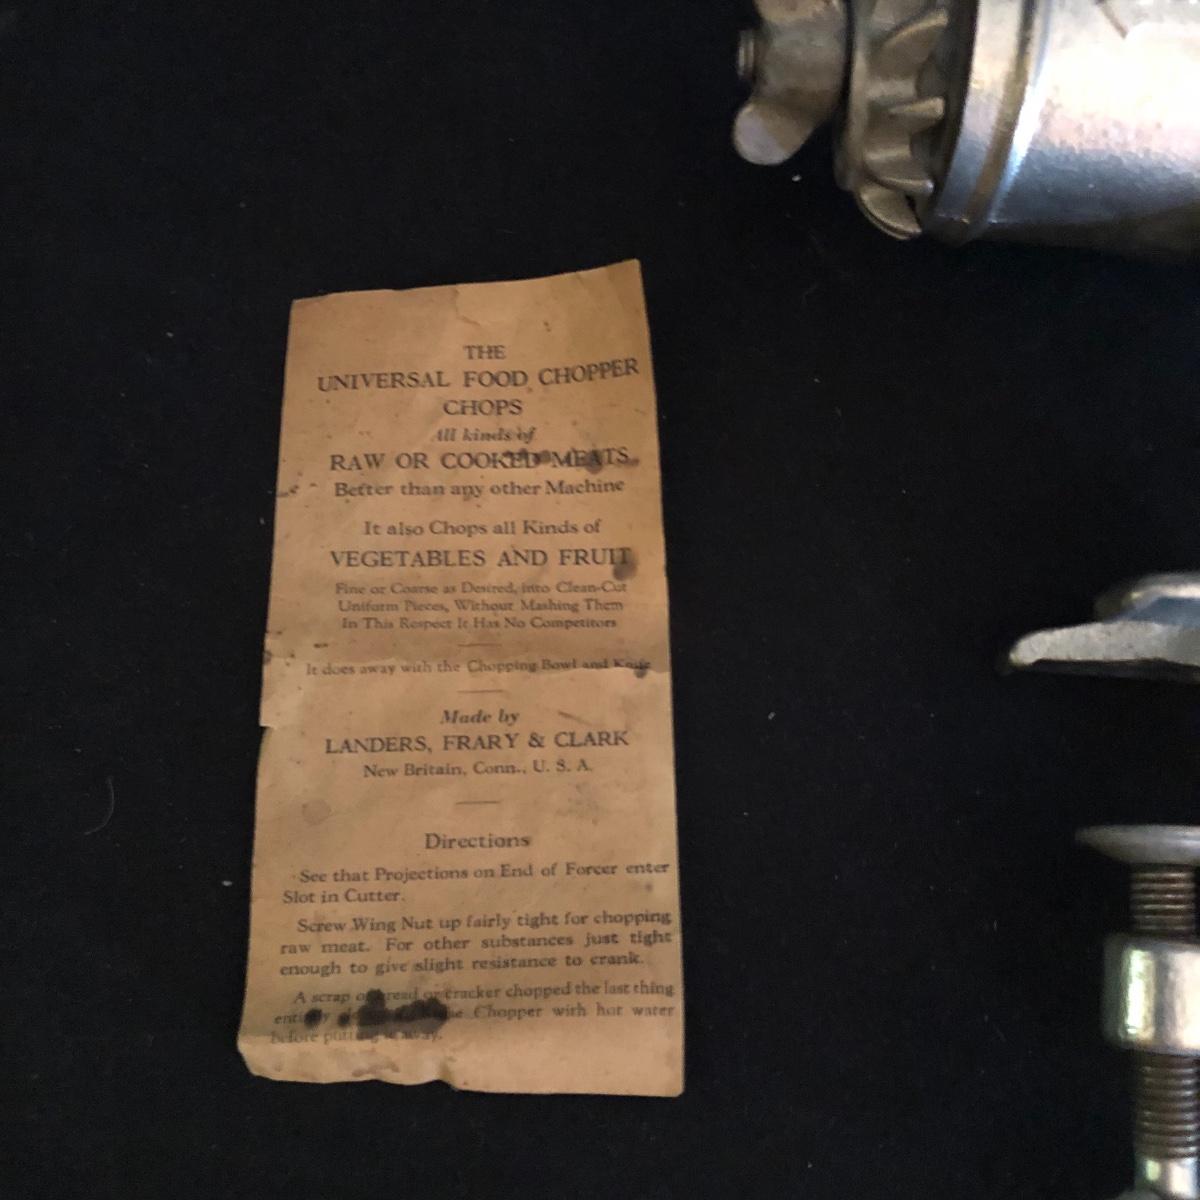 THE
UNIVERSAL FOOD CHOPPER
CHOPS
All kinds of
RAW OR COOKED MEATS
Better than any other Machine
It also Chops all Kinds of
VEGETABLES AND FRUIT
Fine or Coarse as Desired, into Clean-Cut
Uniform Pieces, Without Mashing Them
In This Respect It Has No Competitors
It does away with the Chopping Bowl and Knife
Made by
LANDERS, FRARY & CLARK
New Britain, Conn., U. S. A.
Directions
See that Projections on End of Forcer enter
Slot in Cutter.
Screw Wing Nut up fairly tight for chopping
raw meat. For other substances just tight
enough to give slight resistance to crank.
A scrap of bread or cracker chopped the last thing
Chopper with hot water
before putting away.